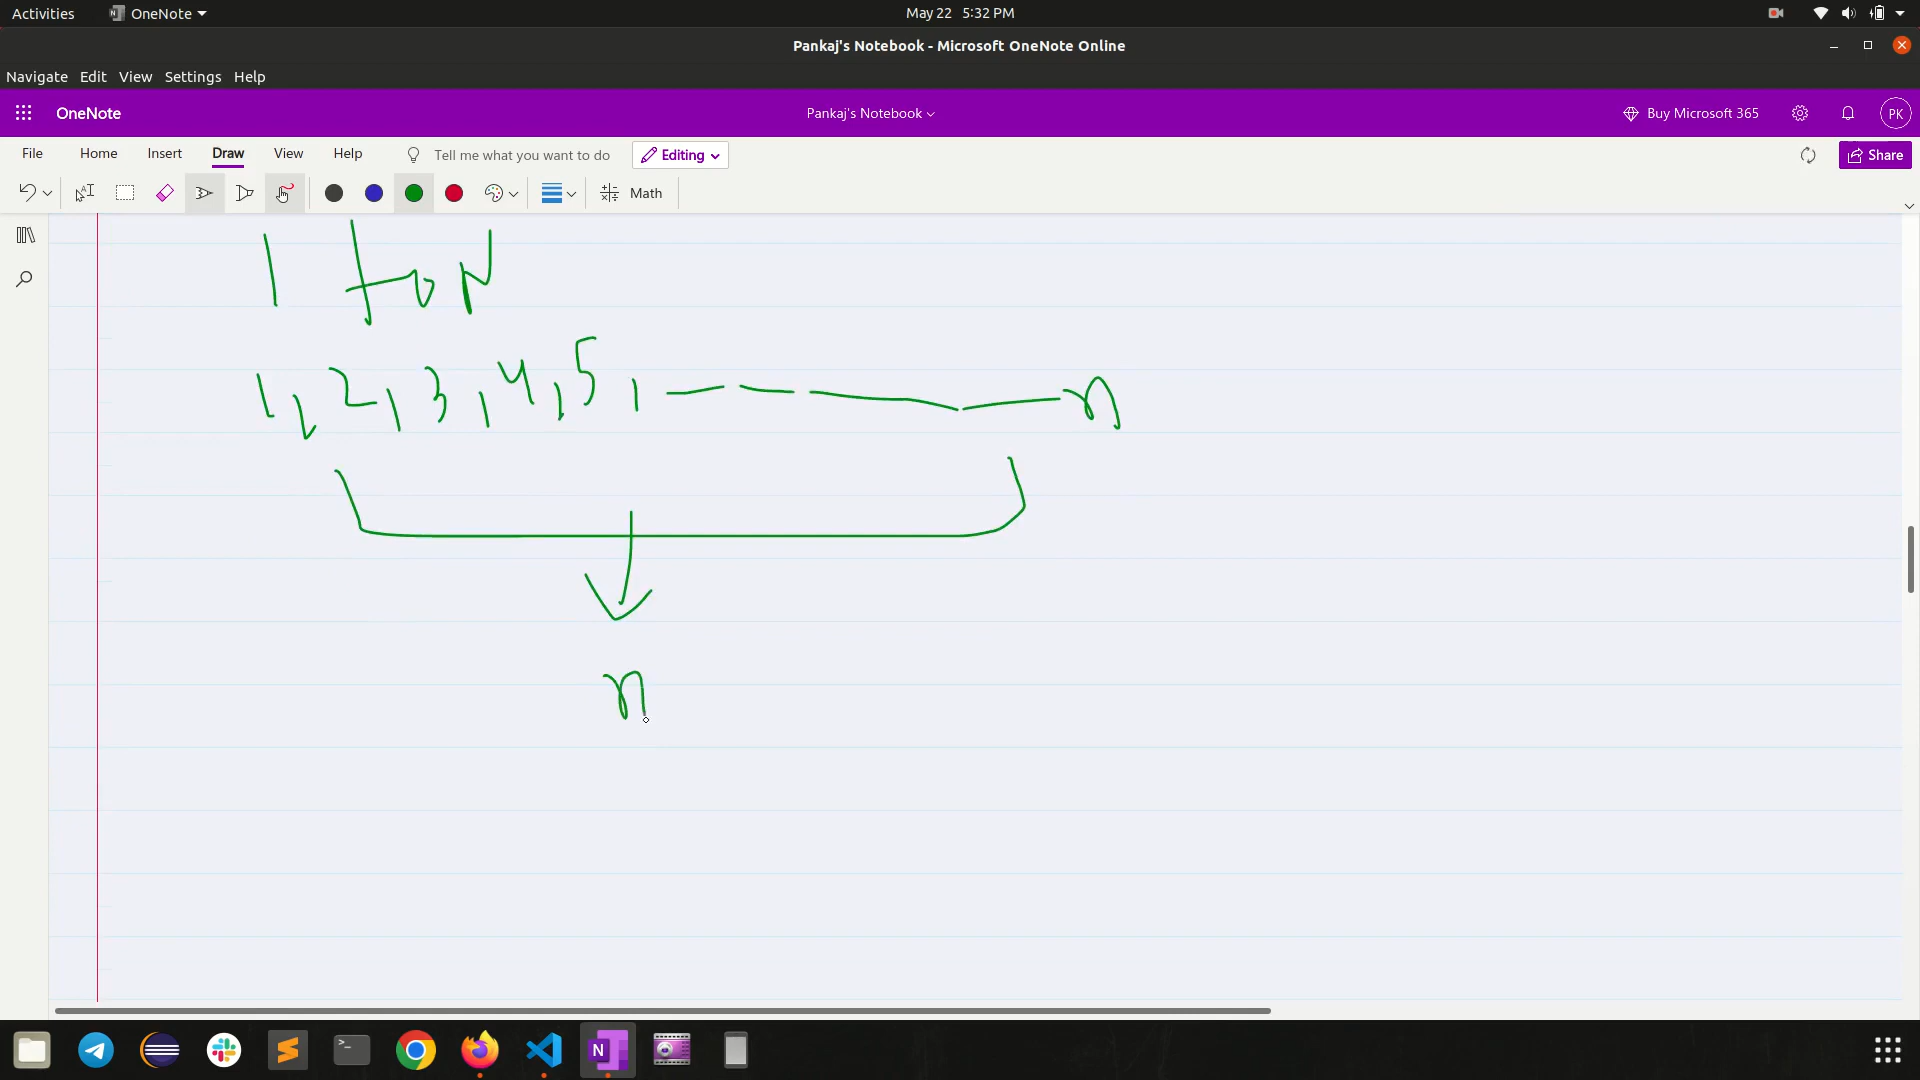 Activities OneNote May 22 5:32 PM
Pankaj's Notebook - Microsoft OneNote Online
Navigate Edit View Settings Help
OneNote Pankaj's Notebook Buy Microsoft 365 PK
File Home Insert Draw View Help Tell me what you want to do Editing Share
Math
1 to N
1, 2, 3, 4, 5, — — — — n
n